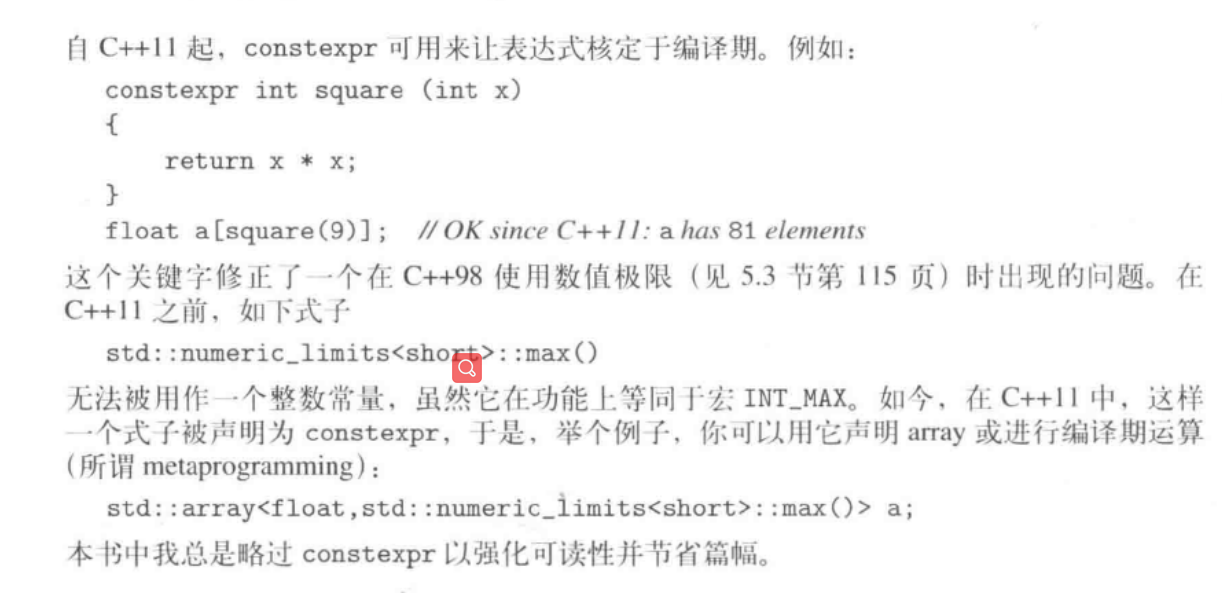 自 C++11 起，constexpr 可用来让表达式核定于编译期。例如：
constexpr int square (int x)
{
return x * x;
}
float a[square(9)]; // OK since C++11: a has 81 elements
这个关键字修正了一个在 C++98 使用数值极限（见 5.3 节第 115 页）时出现的问题。在
C++11 之前，如下式子
std::numeric_limits<short>::max()
无法被用作一个整数常量，虽然它在功能上等同于宏 INT_MAX。如今，在 C++11 中，这样
一个式子被声明为 constexpr，于是，举个例子，你可以用它声明 array 或进行编译期运算
（所谓 metaprogramming）：
std::array<float,std::numeric_limits<short>::max()> a;
本书中我总是略过 constexpr 以强化可读性并节省篇幅。